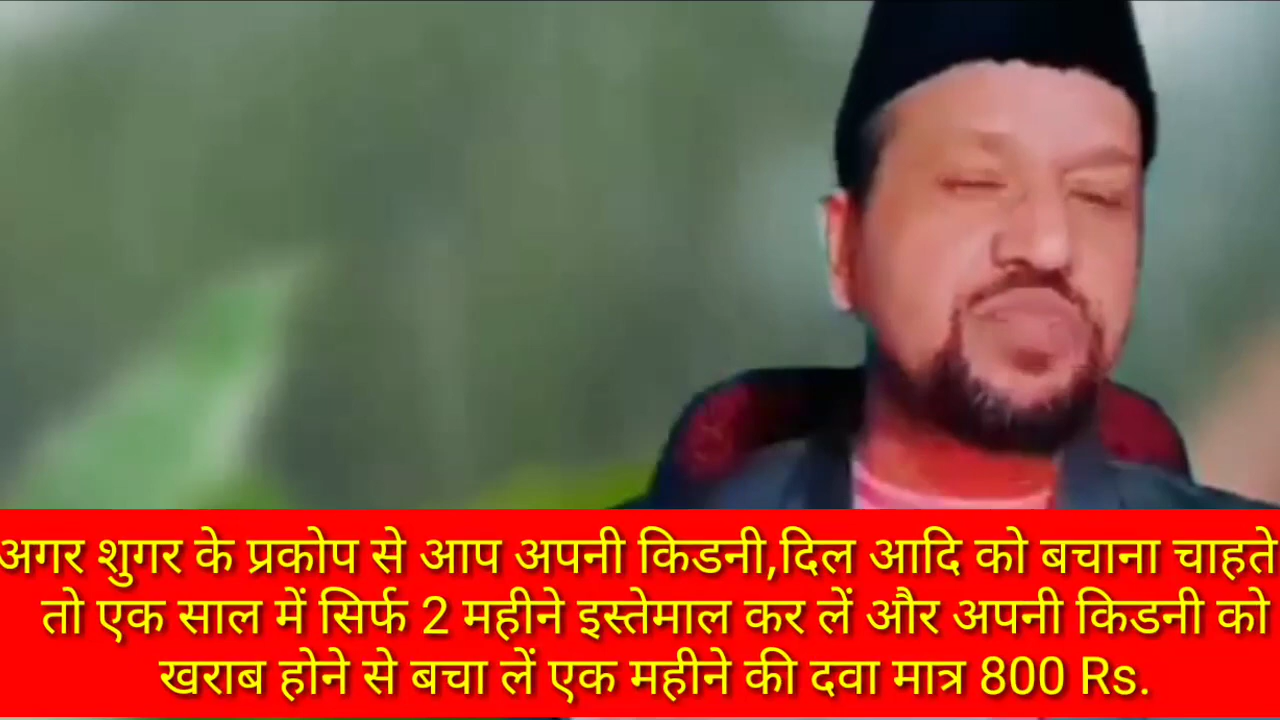 अगर शुगर के प्रकोप से आप अपनी किडनी,दिल आदि को बचाना चाहते
तो एक साल में सिर्फ 2 महीने इस्तेमाल कर लें और अपनी किडनी को
खराब होने से बचा लें एक महीने की दवा मात्र 800 Rs.